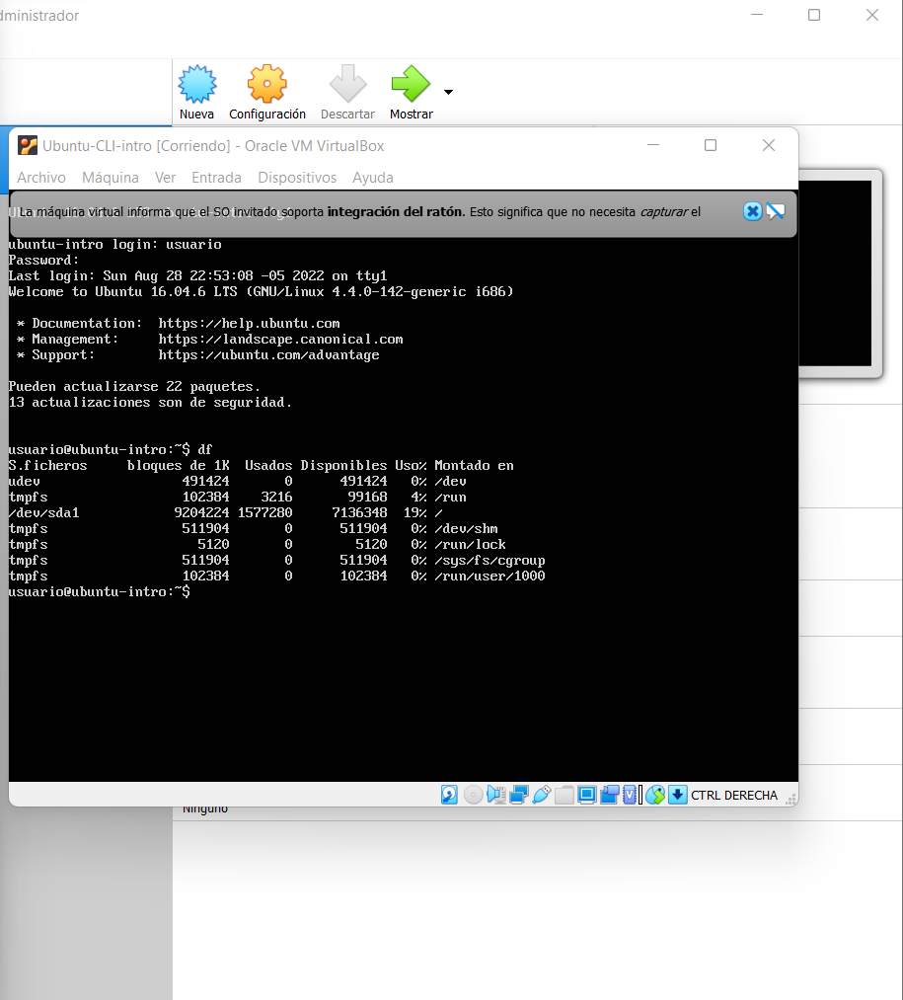 dministrador
Nueva
Configuración
Descartar
Mostrar
Ubuntu-CLI-intro [Corriendo] - Oracle VM VirtualBox
Archivo Máquina Ver Entrada Dispositivos Ayuda
La máquina virtual informa que el SO invitado soporta integración del ratón. Esto significa que no necesita capturar el
ubuntu-intro login: usuario
Password:
Last login: Sun Aug 28 22:53:08 -05 2022 on tty1
Welcome to Ubuntu 16.04.6 LTS (GNU/Linux 4.4.0-142-generic i686)
* Documentation: https://help.ubuntu.com
* Management: https://landscape.canonical.com
* Support: https://ubuntu.com/advantage
Pueden actualizarse 22 paquetes.
13 actualizaciones son de seguridad.
usuario@ubuntu-intro:~$ df
S.ficheros bloques de 1K Usados Disponibles Uso% Montado en
udev 491424 0 491424 0% /dev
tmpfs 102384 3216 99168 4% /run
/dev/sda1 9204224 1577280 7136348 19% /
tmpfs 511904 0 511904 0% /dev/shm
tmpfs 5120 0 5120 0% /run/lock
tmpfs 511904 0 511904 0% /sys/fs/cgroup
tmpfs 102384 0 102384 0% /run/user/1000
usuario@ubuntu-intro:~$
CTRL DERECHA
Ninguno